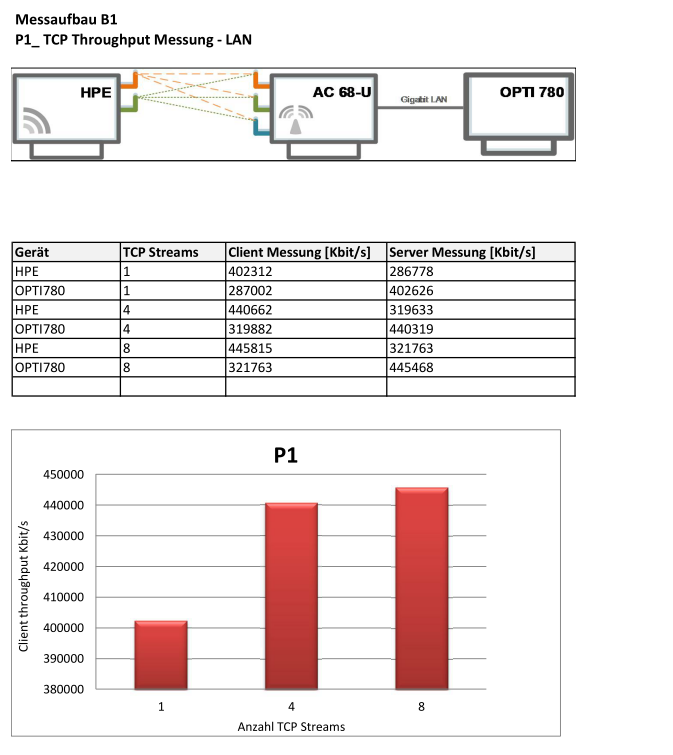 Messaufbau B1
P1_ TCP Throughput Messung - LAN
HPE
AC 68-U
Gigabit LAN
OPTI 780
Gerät TCP Streams Client Messung [Kbit/s] Server Messung [Kbit/s]
HPE 1 402312 286778
OPTI780 1 287002 402626
HPE 4 440662 319633
OPTI780 4 319882 440319
HPE 8 445815 321763
OPTI780 8 321763 445468
P1
Client throughput Kbit/s
450000
440000
430000
420000
410000
400000
390000
380000
1 4 8
Anzahl TCP Streams